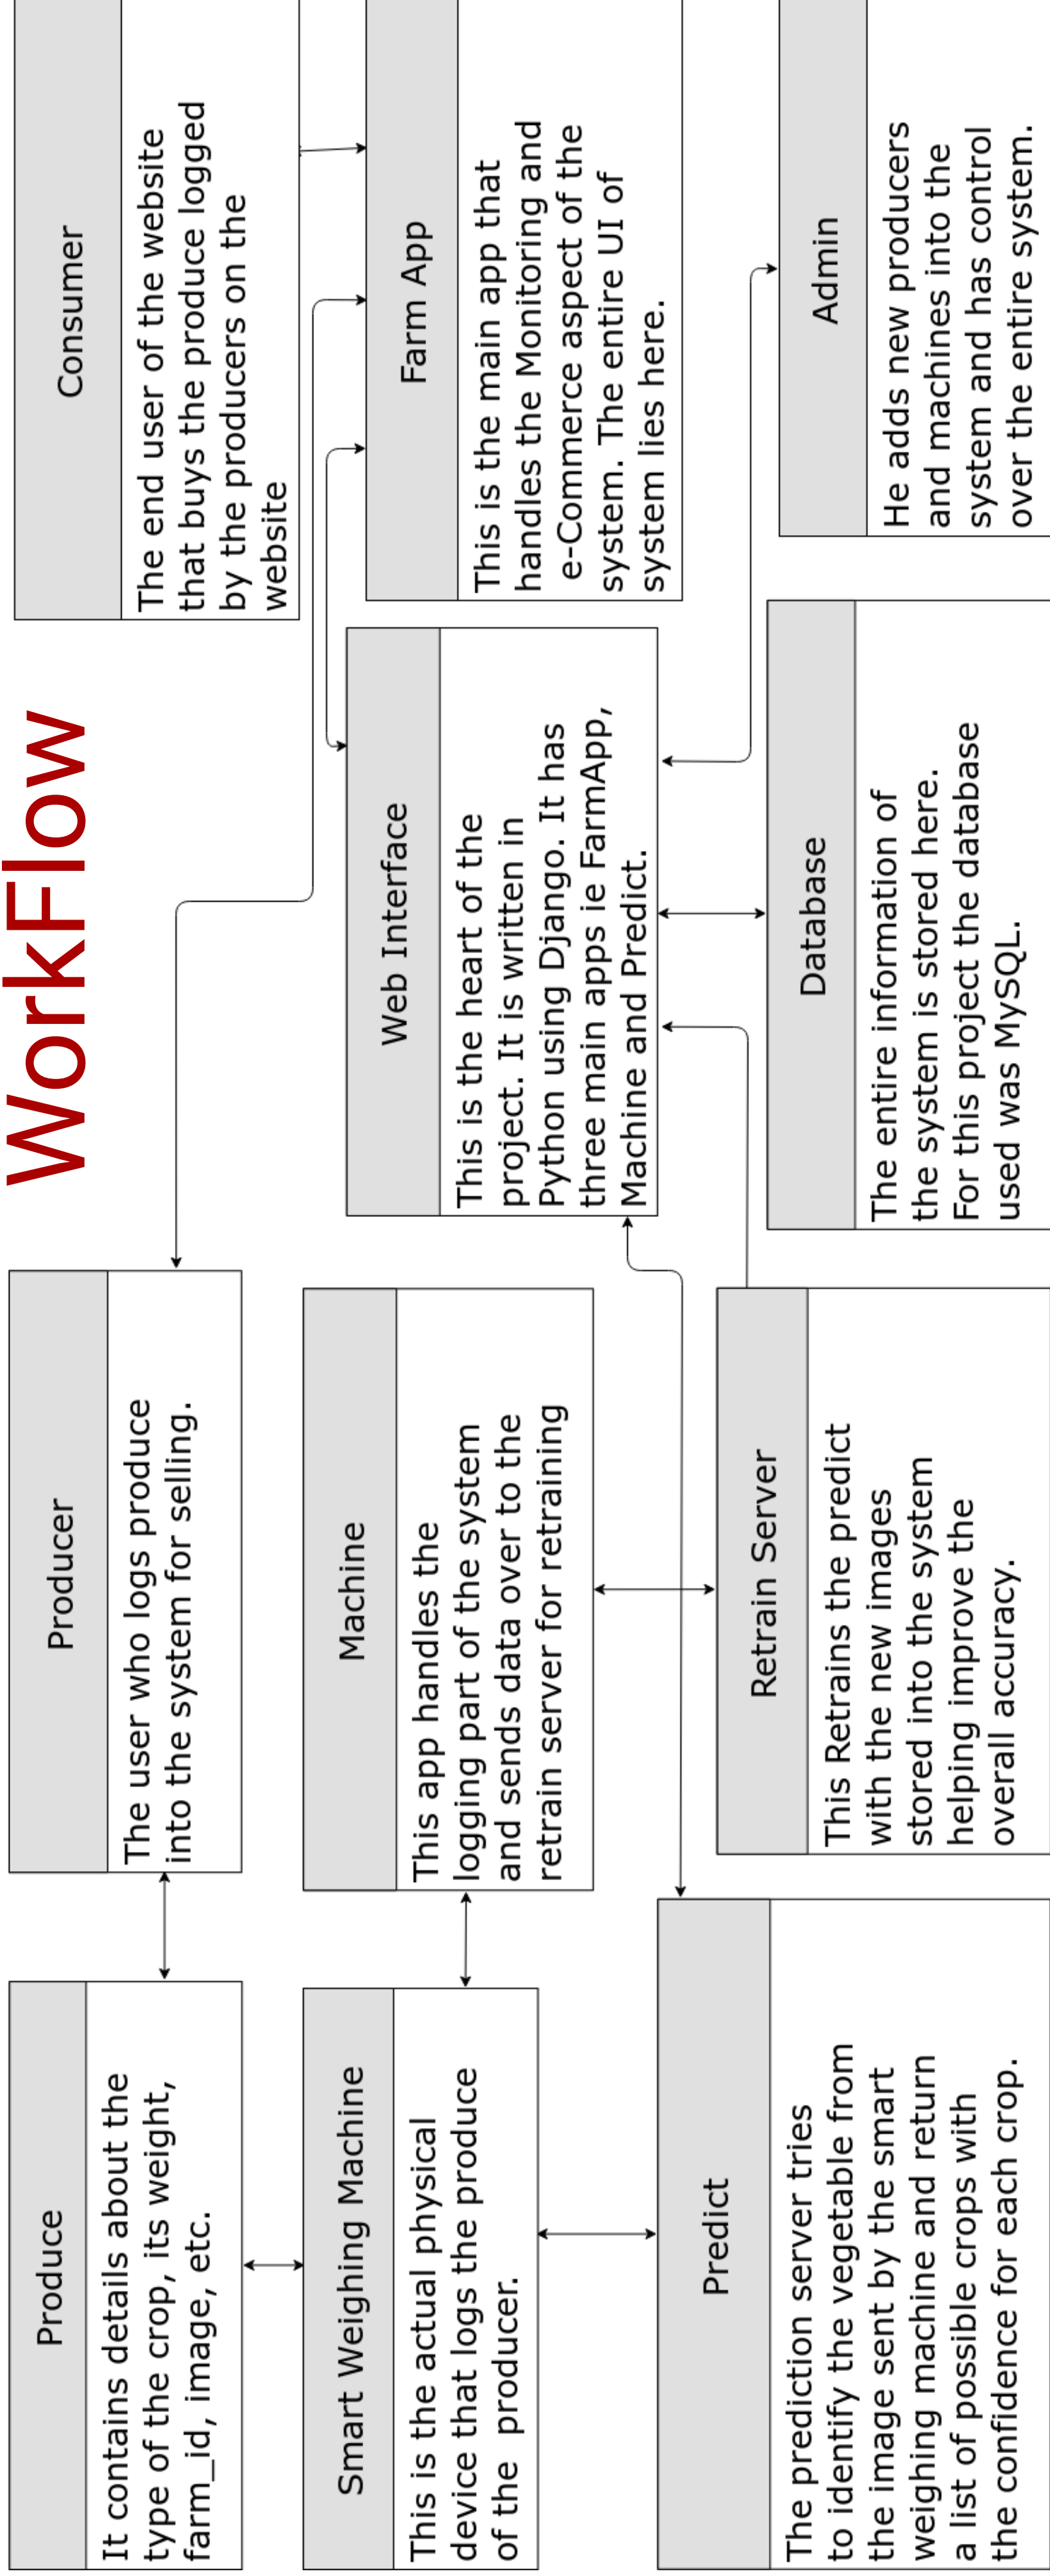 WorkFlow
Produce
It contains details about the
type of the crop, its weight,
farm_id, image, etc.
Producer
The user who logs produce
into the system for selling.
Consumer
The end user of the website
that buys the produce logged
by the producers on the
website
Smart Weighing Machine
This is the actual physical
device that logs the produce
of the producer.
Machine
This app handles the
logging part of the system
and sends data over to the
retrain server for retraining
Web Interface
This is the heart of the
project. It is written in
Python using Django. It has
three main apps ie FarmApp,
Machine and Predict.
Farm App
This is the main app that
handles the Monitoring and
e-Commerce aspect of the
system. The entire UI of
system lies here.
Predict
The prediction server tries
to identify the vegetable from
the image sent by the smart
weighing machine and return
a list of possible crops with
the confidence for each crop.
Retrain Server
This Retrains the predict
with the new images
stored into the system
helping improve the
overall accuracy.
Database
The entire information of
the system is stored here.
For this project the database
used was MySQL.
Admin
He adds new producers
and machines into the
system and has control
over the entire system.